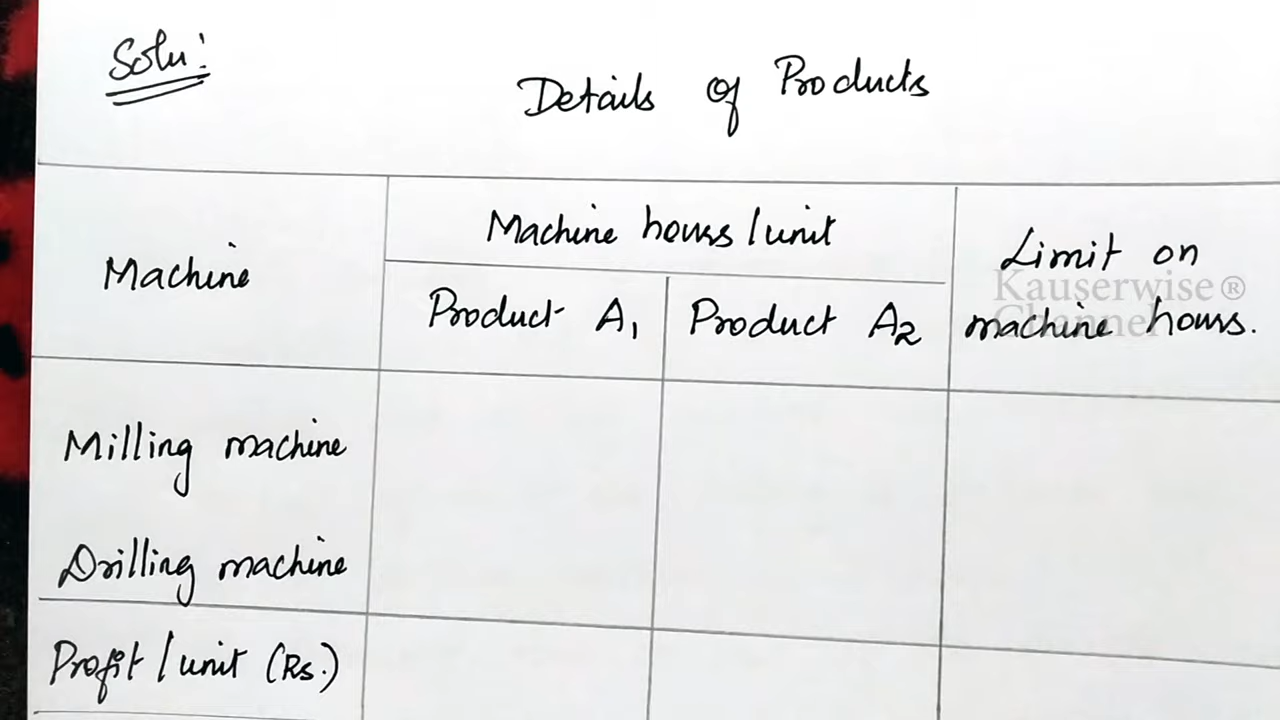 Soln:
Details of Products
Machine
Machine hours / unit
Product A1
Product A2
Limit on
machine hours.
Kauserwise®
Channel
Milling machine
Drilling machine
Profit / unit (Rs.)